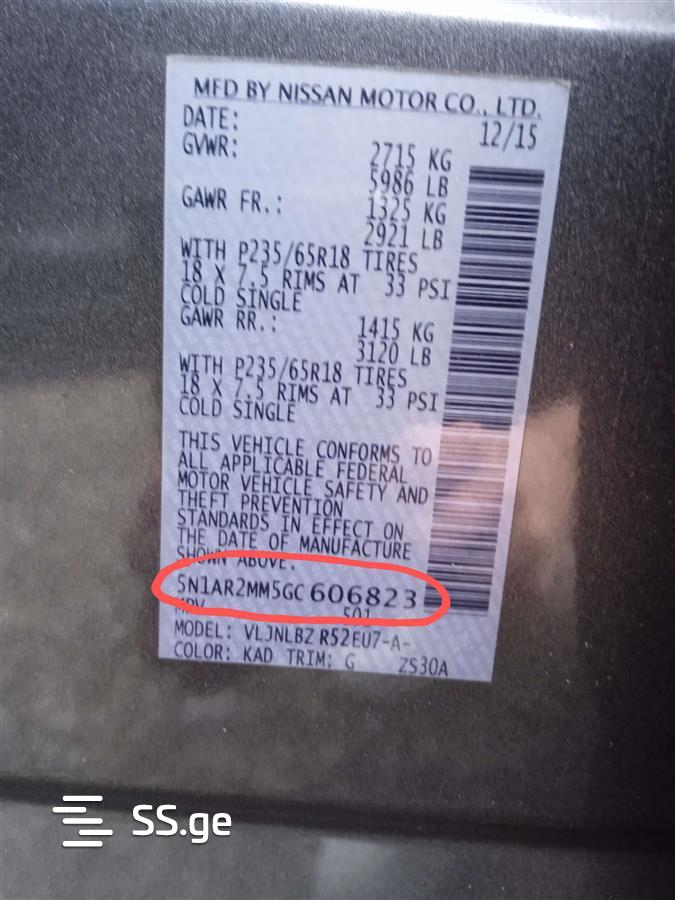 MFD BY NISSAN MOTOR CO., LTD.
DATE: 12/15
GVWR: 2715 KG
5986 LB
GAWR FR.: 1325 KG
2921 LB
WITH P235/65R18 TIRES
18 X 7.5 RIMS AT 33 PSI
COLD SINGLE
GAWR RR.: 1415 KG
3120 LB
WITH P235/65R18 TIRES
18 X 7.5 RIMS AT 33 PSI
COLD SINGLE
THIS VEHICLE CONFORMS TO
ALL APPLICABLE FEDERAL
MOTOR VEHICLE SAFETY AND
THEFT PREVENTION
STANDARDS IN EFFECT ON
THE DATE OF MANUFACTURE
SHOWN ABOVE.
5N1AR2MM5GC606823
MPV 501
MODEL: VLJNLBZ R52EU7-A-
COLOR: KAD TRIM: G ZS30A
SS.ge